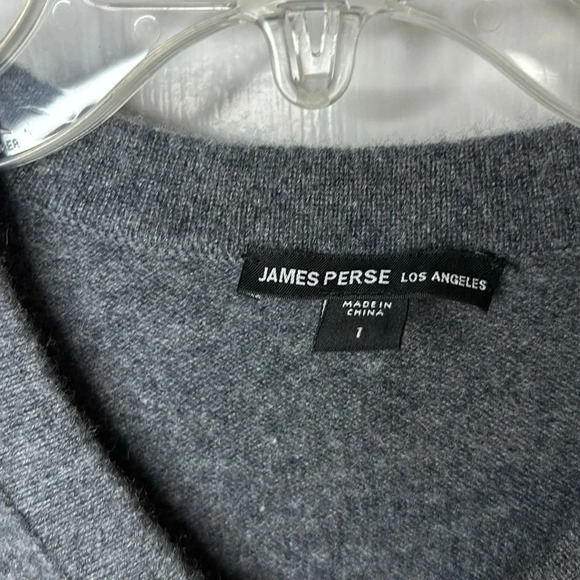 JAMES PERSE LOS ANGELES
MADE IN
CHINA
1